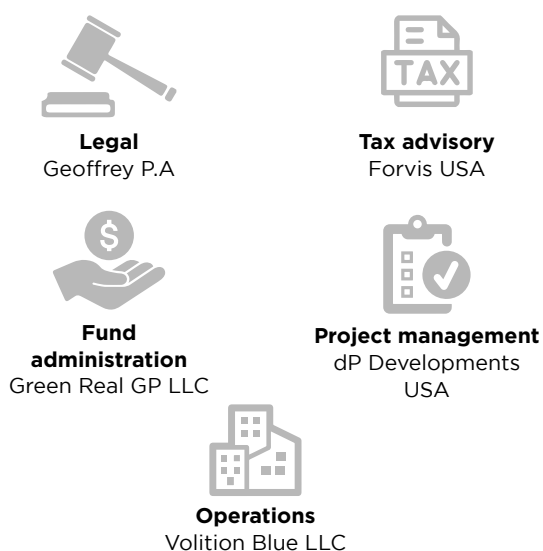 TAX
Legal
Geoffrey P.A
Tax advisory
Forvis USA
$
Fund
administration
Green Real GP LLC
Project management
dP Developments
USA
Operations
Volition Blue LLC